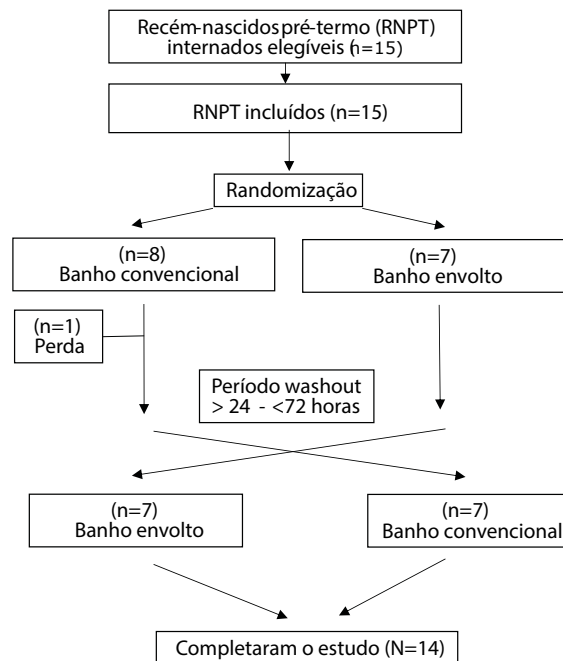 Recém-nascidos pré-termo (RNPT)
internados elegíveis (n=15)
RNPT incluídos (n=15)
Randomização
(n=8)
Banho convencional
(n=7)
Banho envolto
(n=1)
Perda
Período washout
> 24 - <72 horas
(n=7)
Banho envolto
(n=7)
Banho convencional
Completaram o estudo (N=14)